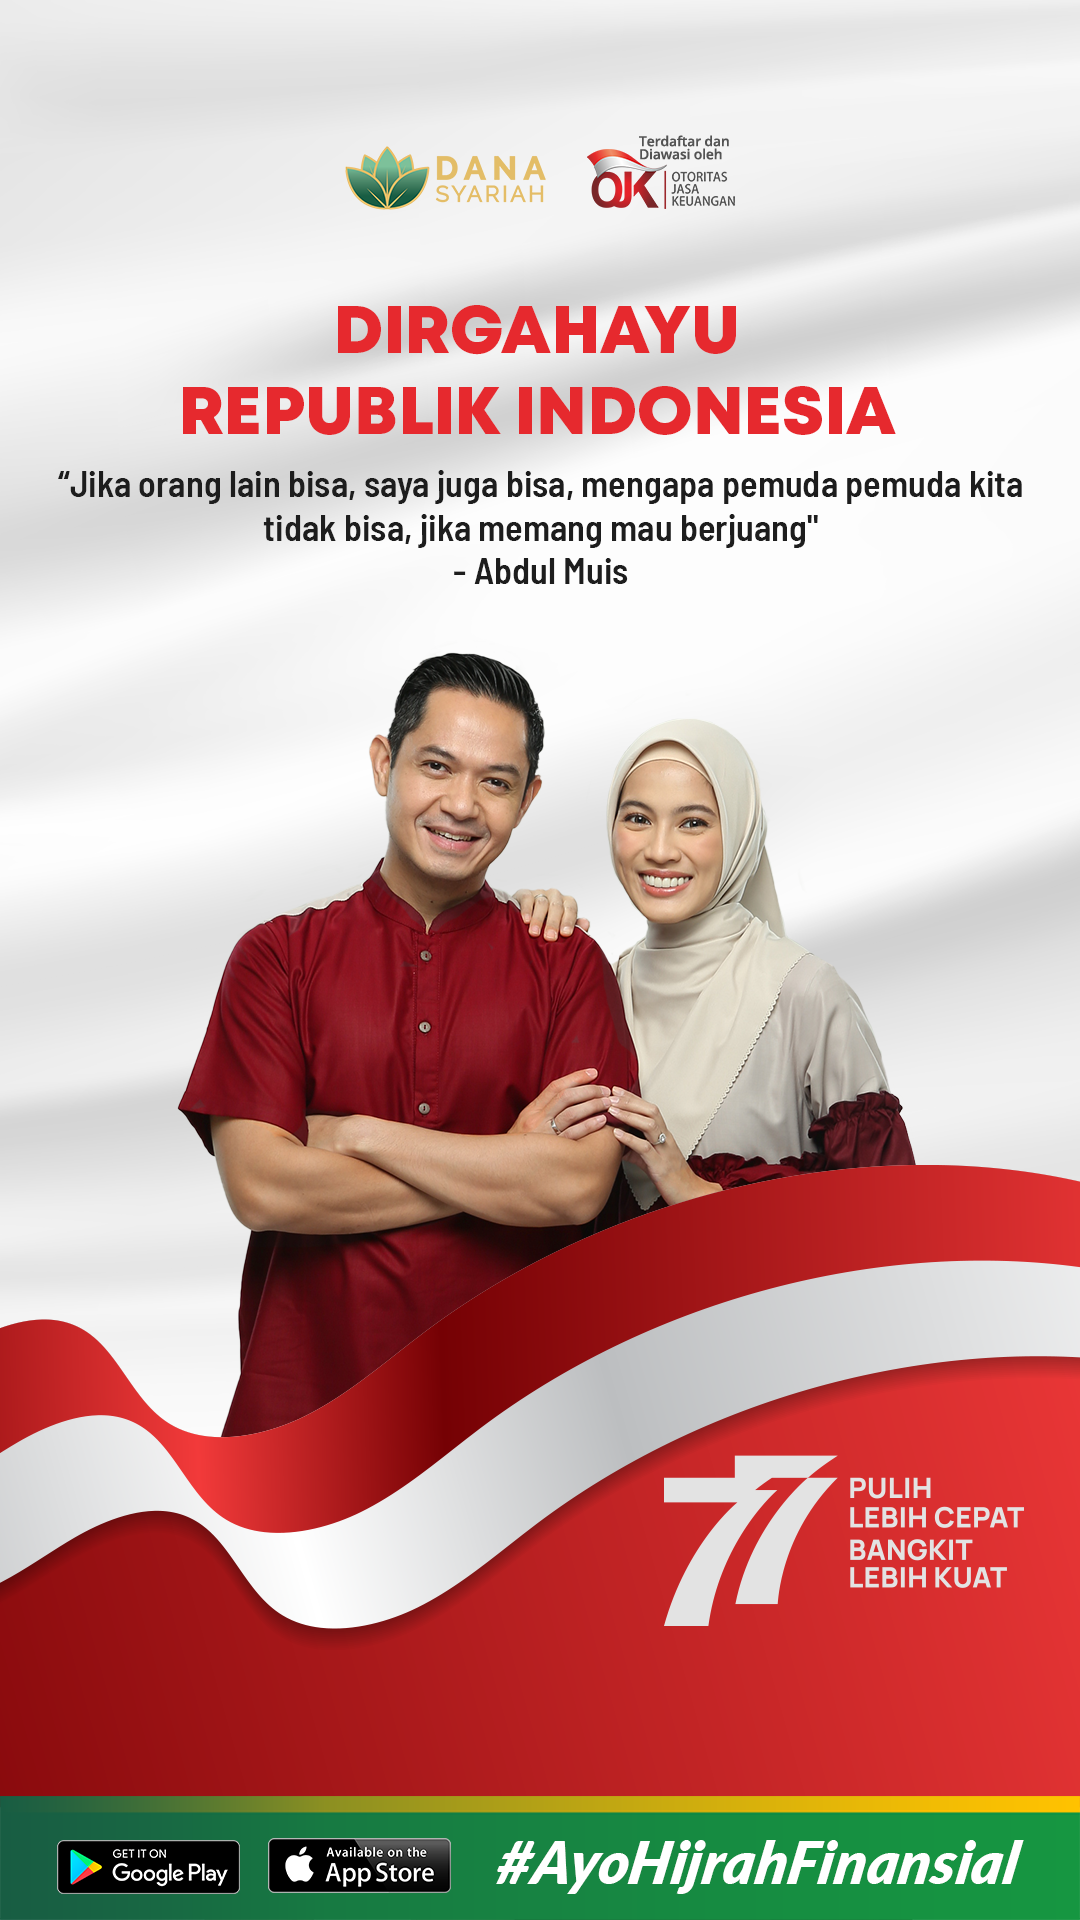 DANA
SYARIAH
Terdaftar dan
Diawasi oleh
OJK
OTORITAS
JASA
KEUANGAN
DIRGAHAYU
REPUBLIK INDONESIA
“Jika orang lain bisa, saya juga bisa, mengapa pemuda pemuda kita
tidak bisa, jika memang mau berjuang"
- Abdul Muis
77
PULIH
LEBIH CEPAT
BANGKIT
LEBIH KUAT
GET IT ON
Google Play
Available on the
App Store
#AyoHijrahFinansial